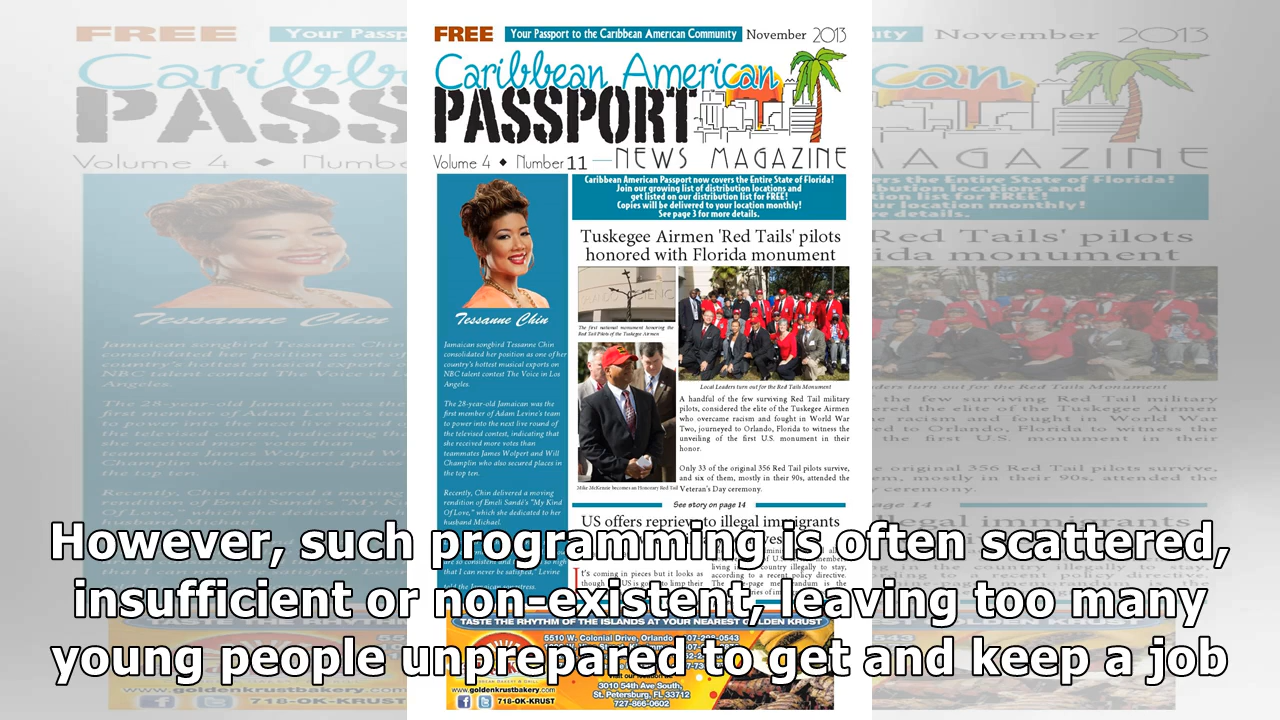 FREE
Your Passport to the Caribbean American Community
November 2013
Caribbean American
PASSPORT
Volume 4 ◆ Number 11
NEWS MAGAZINE
Caribbean American Passport now covers the Entire State of Florida!
Join our growing list of distribution locations and
get listed on our distribution list for FREE!
Copies will be delivered to your location monthly!
See page 3 for more details.
Tessanne Chin
Jamaican songbird Tessanne Chin
consolidated her position as one of her
country's hottest musical exports on
NBC talent contest The Voice in Los
Angeles.
The 28-year-old Jamaican was the
first member of Adam Levine's team
to power into the next live round of
the televised contest, indicating that
she received more votes than
teammates James Wolpert and Will
Champlin who also secured places in
the top ten.
Recently, Chin delivered a moving
rendition of Emeli Sandé's "My Kind
Of Love," which she dedicated to her
husband Michael.
Tuskegee Airmen 'Red Tails' pilots
honored with Florida monument
The first national monument honoring the
Red Tail Pilots of the Tuskegee Airmen
Local Leaders turn out for the Red Tails Monument
Mike McKenzie becomes an Honorary Red Tail
A handful of the few surviving Red Tail military
pilots, considered the elite of the Tuskegee Airmen
who overcame racism and fought in World War
Two, journeyed to Orlando, Florida to witness the
unveiling of the first U.S. monument in their
honor.
Only 33 of the original 356 Red Tail pilots survive,
and six of them, mostly in their 90s, attended the
Veteran's Day ceremony.
See story on page 14
US offers reprieve to illegal immigrants
However, such programming is often scattered,
insufficient or non-existent, leaving too many
young people unprepared to get and keep a job
TASTE THE RHYTHM OF THE ISLANDS AT YOUR NEAREST GOLDEN KRUST
5510 W. Colonial Drive, Orlando
www.goldenkrustbakery.com
718-OK-KRUST
3010 54th Ave South,
St. Petersburg, FL 33712
727-866-0602